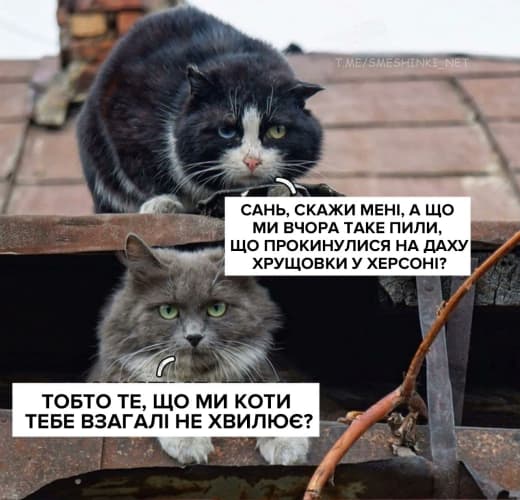 T.ME/SMESHINKI_NET
САНЬ, СКАЖИ МЕНІ, А ЩО
МИ ВЧОРА ТАКЕ ПИЛИ,
ЩО ПРОКИНУЛИСЯ НА ДАХУ
ХРУЩОВКИ У ХЕРСОНІ?
ТОБТО ТЕ, ЩО МИ КОТИ
ТЕБЕ ВЗАГАЛІ НЕ ХВИЛЮЄ?